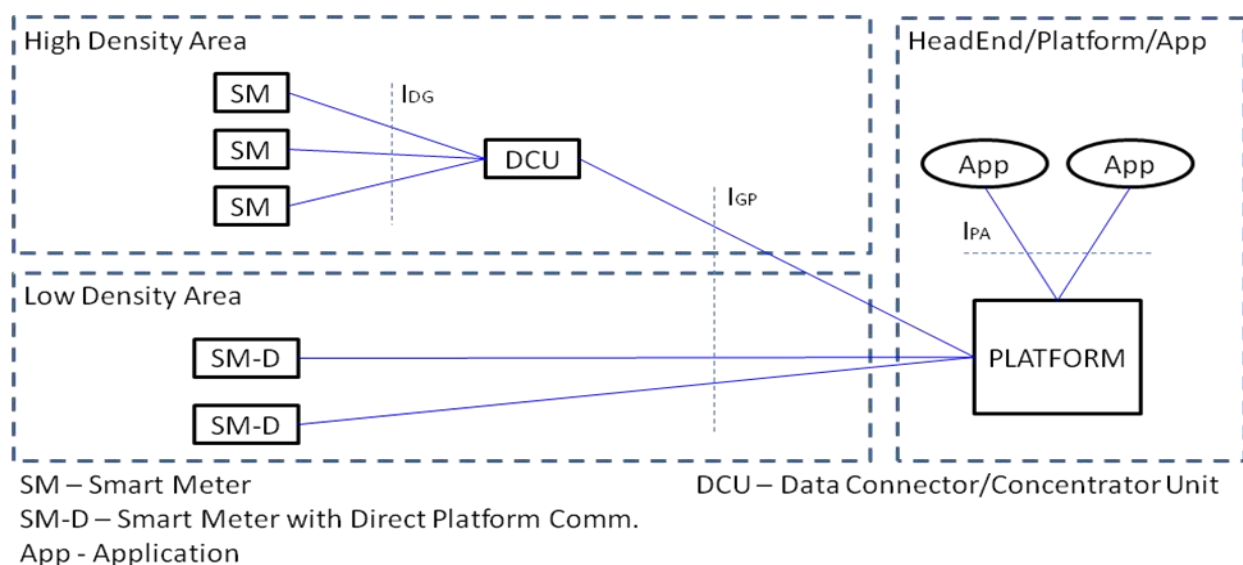 High Density Area
HeadEnd/Platform/App
SM
IDG
SM
DCU
SM
App
App
IGP
IPA
Low Density Area
SM-D
PLATFORM
SM-D
SM – Smart Meter
DCU – Data Connector/Concentrator Unit
SM-D – Smart Meter with Direct Platform Comm.
App - Application